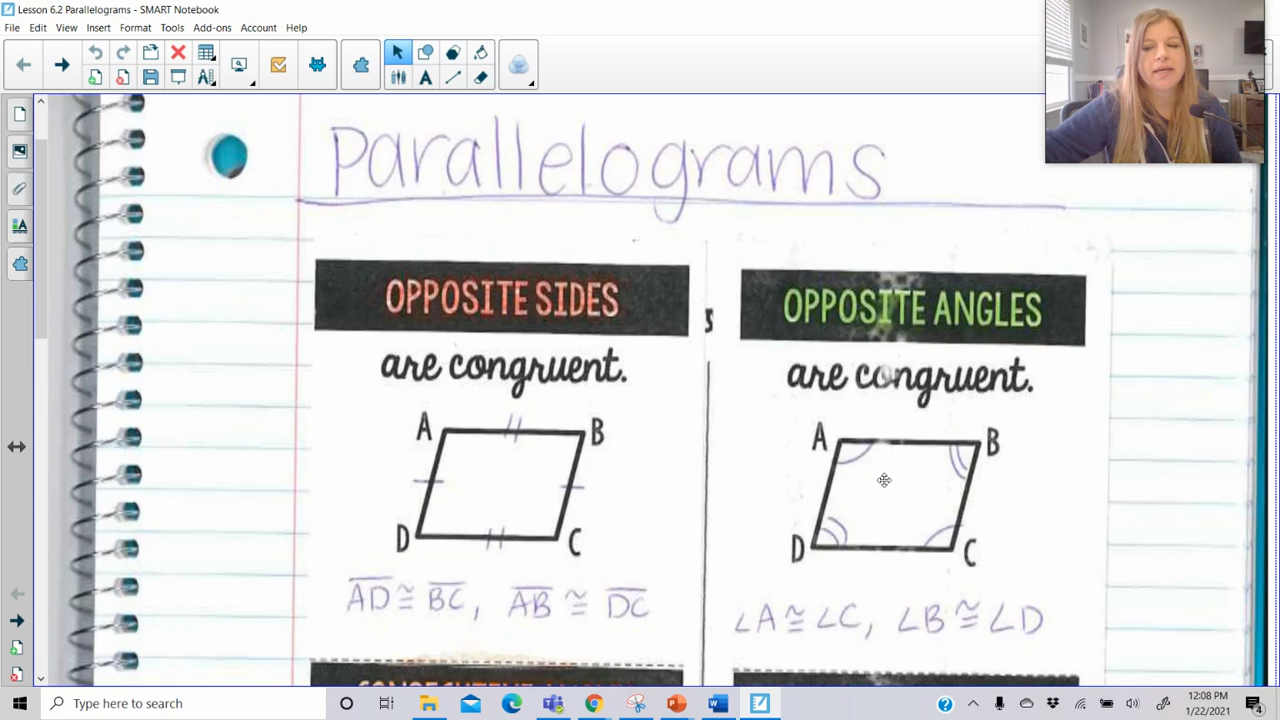 Lesson 6.2 Parallelograms - SMART Notebook
File Edit View Insert Format Tools Add-ons Account Help
Parallelograms
OPPOSITE SIDES
are congruent.
A B
D C
AD ≅ BC, AB ≅ DC
s
OPPOSITE ANGLES
are congruent.
A B
D C
∠A ≅ ∠C, ∠B ≅ ∠D
Type here to search
12:08 PM
1/22/2021
4